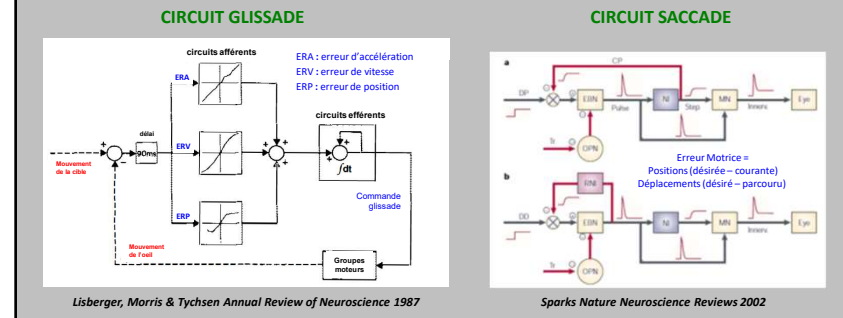 CIRCUIT GLISSADE
circuits afférents
ERA
ERA : erreur d'accélération
ERV : erreur de vitesse
ERP : erreur de position
circuits efférents
délai
90ms
ERV
Mouvement
de la cible
∫dt
Commande
glissade
ERP
Mouvement
de l'oeil
Groupes
moteurs
Lisberger, Morris & Tychsen Annual Review of Neuroscience 1987
CIRCUIT SACCADE
a
CP
DP
EBN
Pulse
NI
Step
MN
Innerv
Eye
Tr
OPN
Erreur Motrice =
Positions (désirée – courante)
Déplacements (désiré – parcouru)
b
RNI
DD
EBN
NI
MN
Innerv
Eye
Tr
OPN
Sparks Nature Neuroscience Reviews 2002